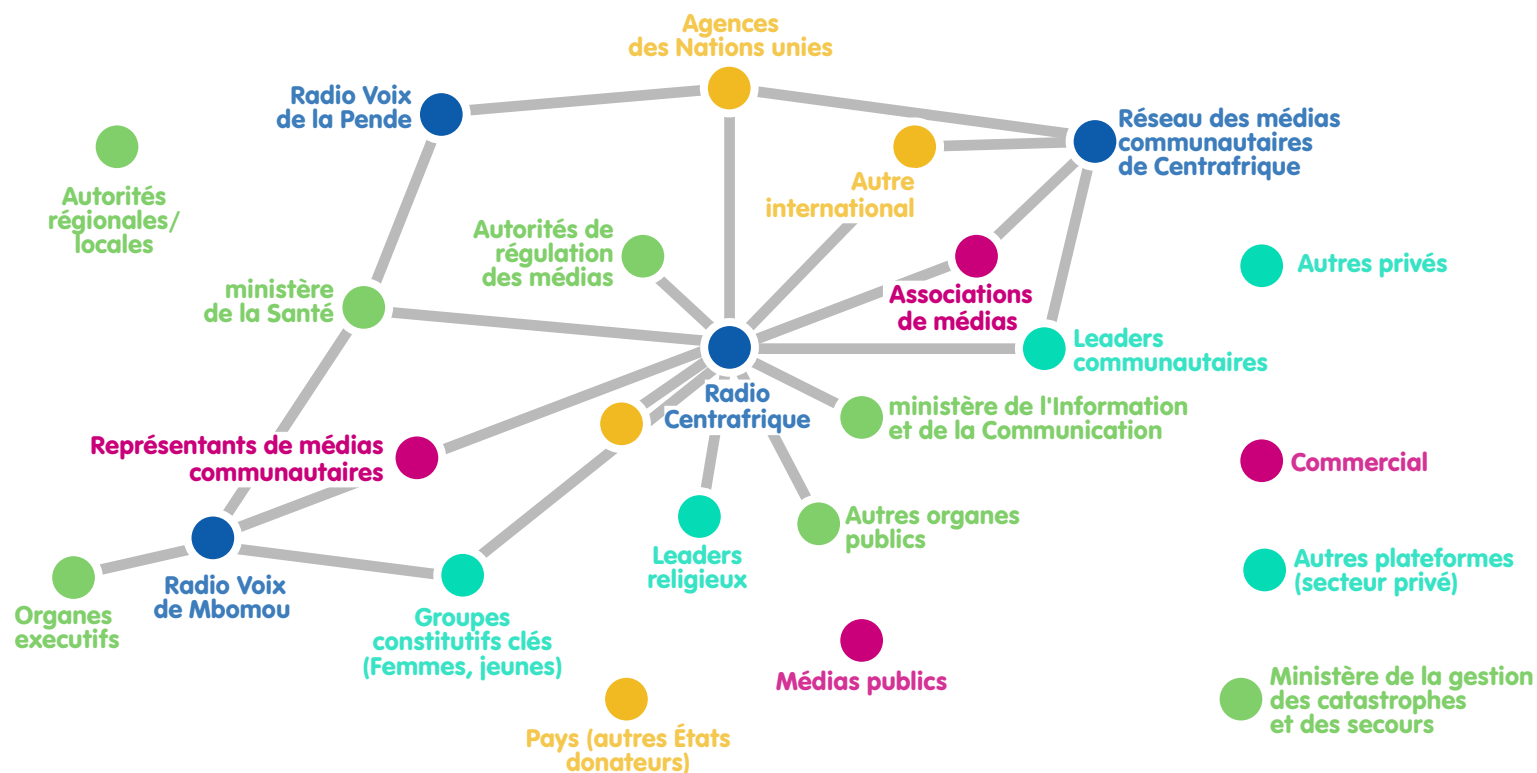 Agences
des Nations unies
Radio Voix
de la Pende
Réseau des médias
communautaires
de Centrafrique
Autorités
régionales/
locales
Autre
international
Autorités de
régulation
des médias
Autres privés
ministère
de la Santé
Associations
de médias
Leaders
communautaires
Radio
Centrafrique
ministère de l'Information
et de la Communication
Représentants de médias
communautaires
Commercial
Autres organes
publics
Leaders
religieux
Autres plateformes
(secteur privé)
Radio Voix
de Mbomou
Organes
executifs
Groupes
constitutifs clés
(Femmes, jeunes)
Médias publics
Ministère de la gestion
des catastrophes
et des secours
Pays (autres États
donateurs)